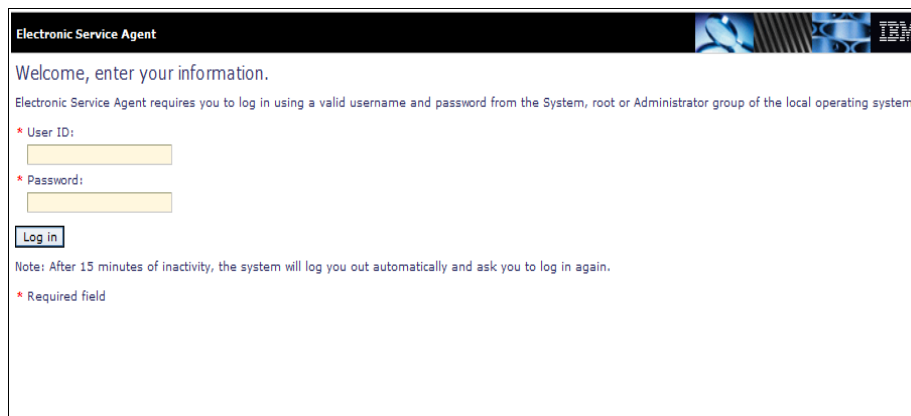 Electronic Service Agent
IBM
Welcome, enter your information.
Electronic Service Agent requires you to log in using a valid username and password from the System, root or Administrator group of the local operating system
* User ID:
* Password:
Log in
Note: After 15 minutes of inactivity, the system will log you out automatically and ask you to log in again.
* Required field